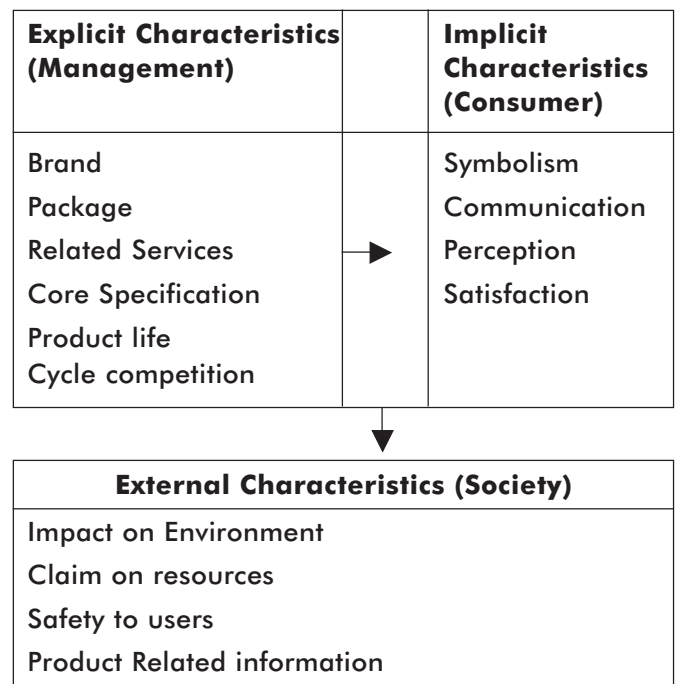 Explicit Characteristics
(Management)
Implicit
Characteristics
(Consumer)
Brand
Package
Related Services
Core Specification
Product life
Cycle competition
Symbolism
Communication
Perception
Satisfaction
External Characteristics (Society)
Impact on Environment
Claim on resources
Safety to users
Product Related information